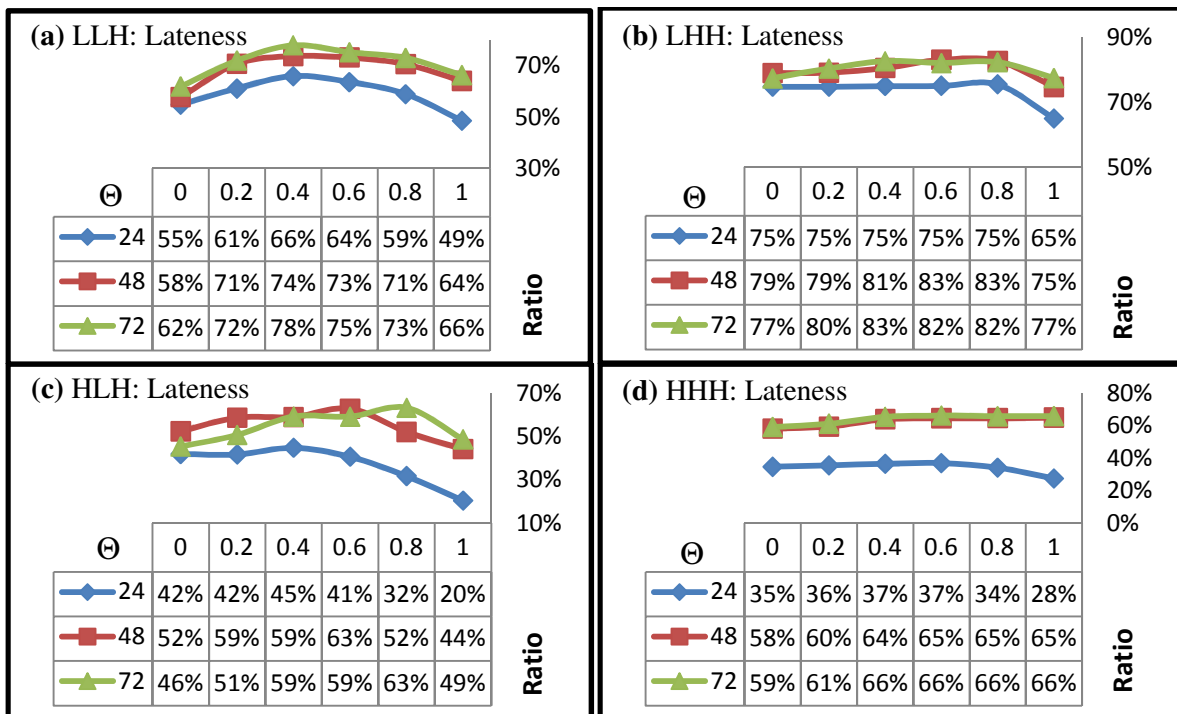 (a) LLH: Lateness
70%
50%
30%
Θ 0 0.2 0.4 0.6 0.8 1
24 55% 61% 66% 64% 59% 49%
48 58% 71% 74% 73% 71% 64%
72 62% 72% 78% 75% 73% 66%
Ratio
(b) LHH: Lateness
90%
70%
50%
Θ 0 0.2 0.4 0.6 0.8 1
24 75% 75% 75% 75% 75% 65%
48 79% 79% 81% 83% 83% 75%
72 77% 80% 83% 82% 82% 77%
Ratio
(c) HLH: Lateness
70%
50%
30%
10%
Θ 0 0.2 0.4 0.6 0.8 1
24 42% 42% 45% 41% 32% 20%
48 52% 59% 59% 63% 52% 44%
72 46% 51% 59% 59% 63% 49%
Ratio
(d) HHH: Lateness
80%
60%
40%
20%
0%
Θ 0 0.2 0.4 0.6 0.8 1
24 35% 36% 37% 37% 34% 28%
48 58% 60% 64% 65% 65% 65%
72 59% 61% 66% 66% 66% 66%
Ratio